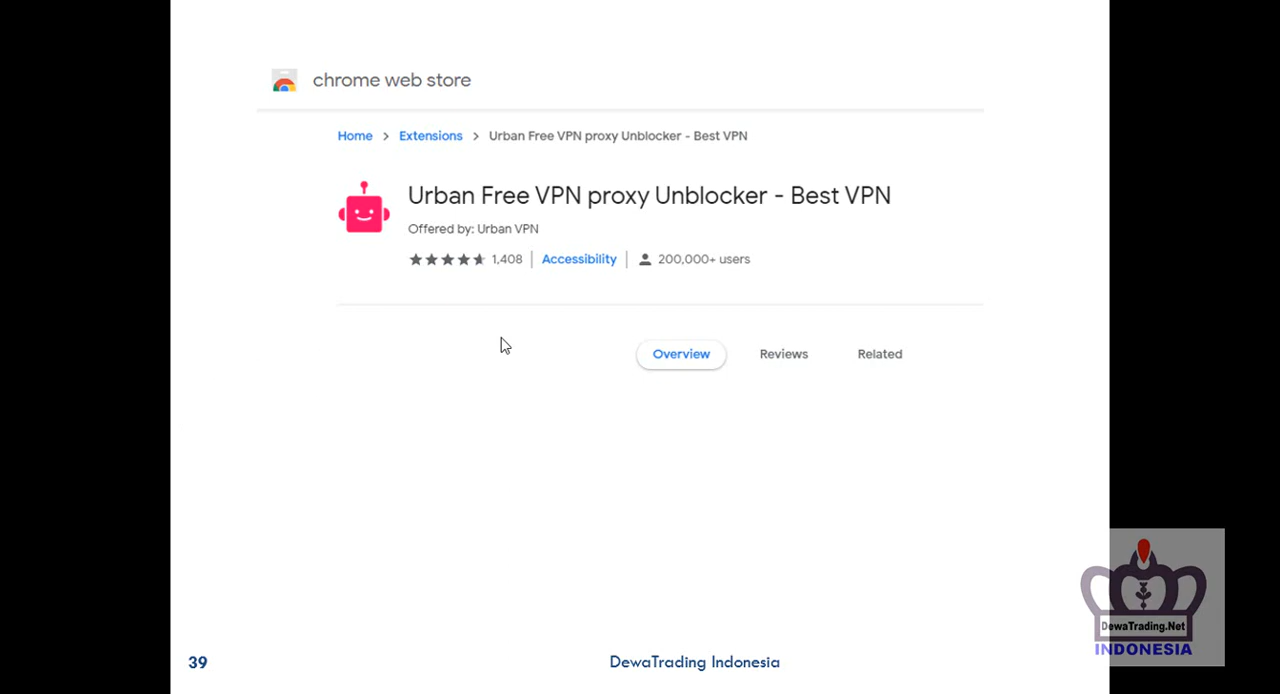 chrome web store
Home > Extensions > Urban Free VPN proxy Unblocker - Best VPN
Urban Free VPN proxy Unblocker - Best VPN
Offered by: Urban VPN
1,408 | Accessibility | 200,000+ users
Overview Reviews Related
DewaTrading.Net
INDONESIA
39 DewaTrading Indonesia